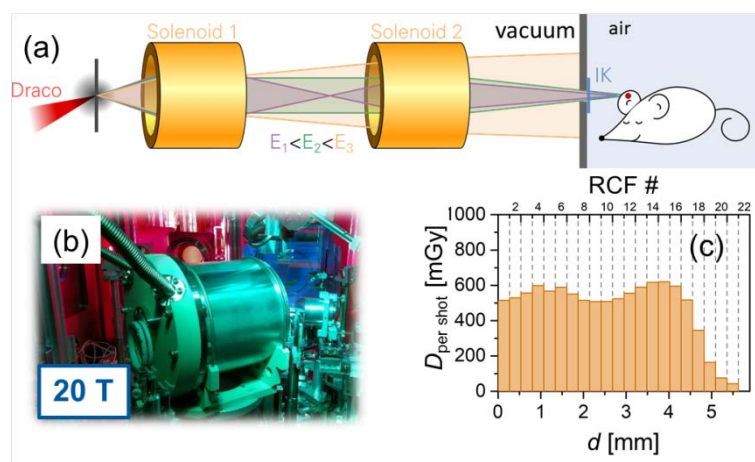 (a)
Solenoid 1
Solenoid 2
vacuum
air
Draco
IK
E₁<E₂<E₃
(b)
20 T
RCF #
2 4 6 8 10 12 14 16 18 20 22
(c)
1000
800
600
400
200
0
D per shot [mGy]
0 1 2 3 4 5
d [mm]